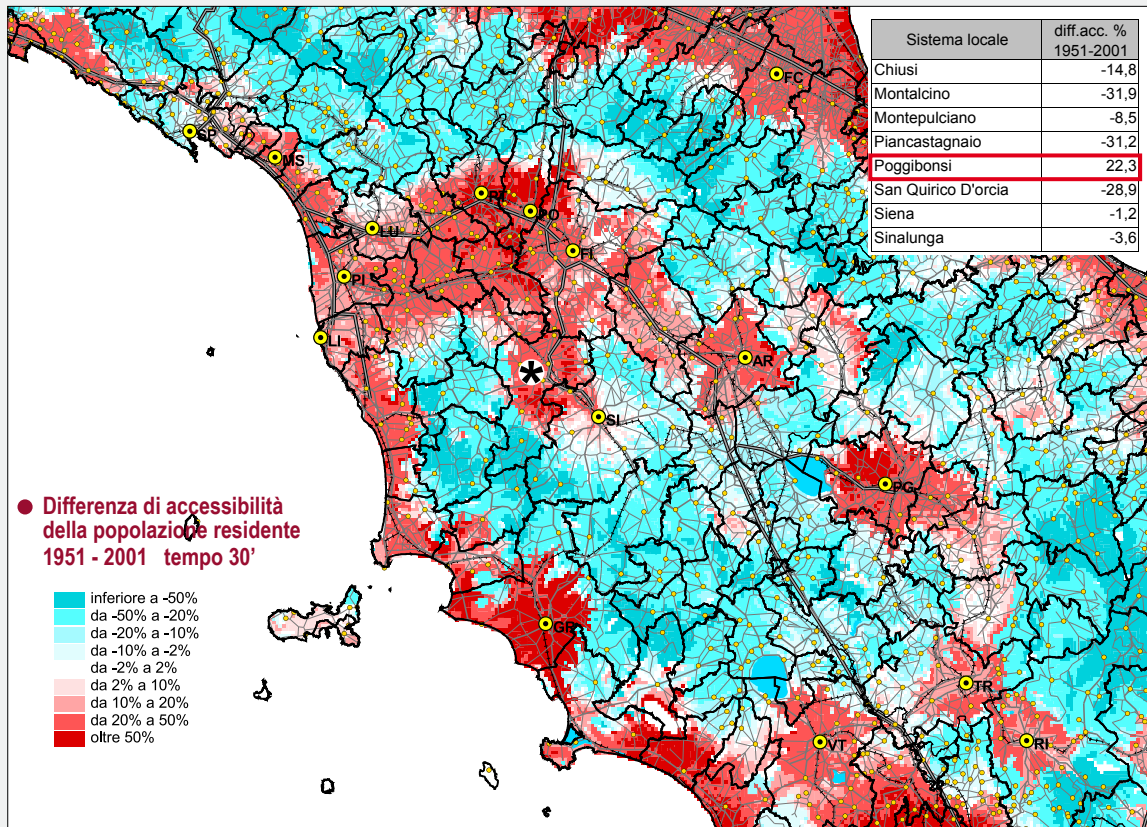 Sistema locale diff.acc. % 1951-2001
Chiusi -14,8
Montalcino -31,9
Montepulciano -8,5
Piancastagnaio -31,2
Poggibonsi 22,3
San Quirico D'orcia -28,9
Siena -1,2
Sinalunga -3,6
FC
SP
MS
PT
PO
LU
FI
PI
LI
AR
*
SI
PG
Differenza di accessibilità
della popolazione residente
1951 - 2001 tempo 30'
inferiore a -50%
da -50% a -20%
da -20% a -10%
da -10% a -2%
da -2% a 2%
da 2% a 10%
da 10% a 20%
da 20% a 50%
oltre 50%
GR
TR
VT
RI